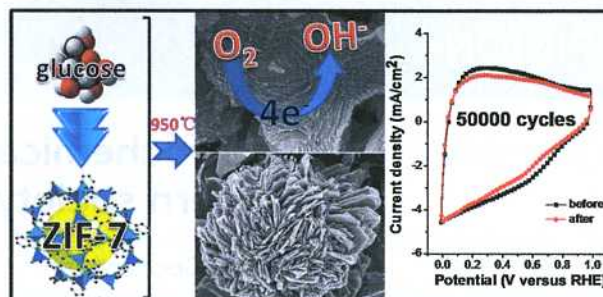 glucose
ZIF-7
950℃
O₂ OH⁻
4e⁻
Current density (mA/cm²)
4
2
0
-2
-4
50000 cycles
before
after
0.0 0.2 0.4 0.6 0.8 1.0
Potential (V versus RHE)